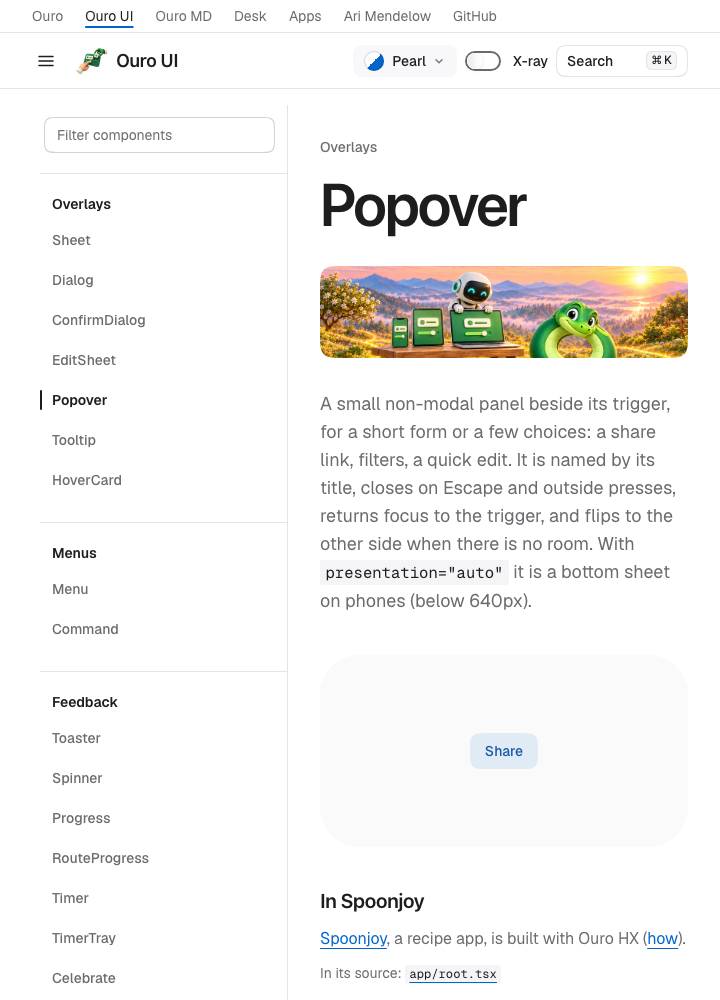 Ouro Ouro UI Ouro MD Desk Apps Ari Mendelow GitHub
Ouro UI Pearl X-ray Search ⌘K
Filter components
Overlays
Sheet
Dialog
ConfirmDialog
EditSheet
Popover
Tooltip
HoverCard
Menus
Menu
Command
Feedback
Toaster
Spinner
Progress
RouteProgress
Timer
TimerTray
Celebrate
Overlays
Popover
A small non-modal panel beside its trigger,
for a short form or a few choices: a share
link, filters, a quick edit. It is named by its
title, closes on Escape and outside presses,
returns focus to the trigger, and flips to the
other side when there is no room. With
presentation="auto" it is a bottom sheet
on phones (below 640px).
Share
In Spoonjoy
Spoonjoy, a recipe app, is built with Ouro HX (how).
In its source: app/root.tsx